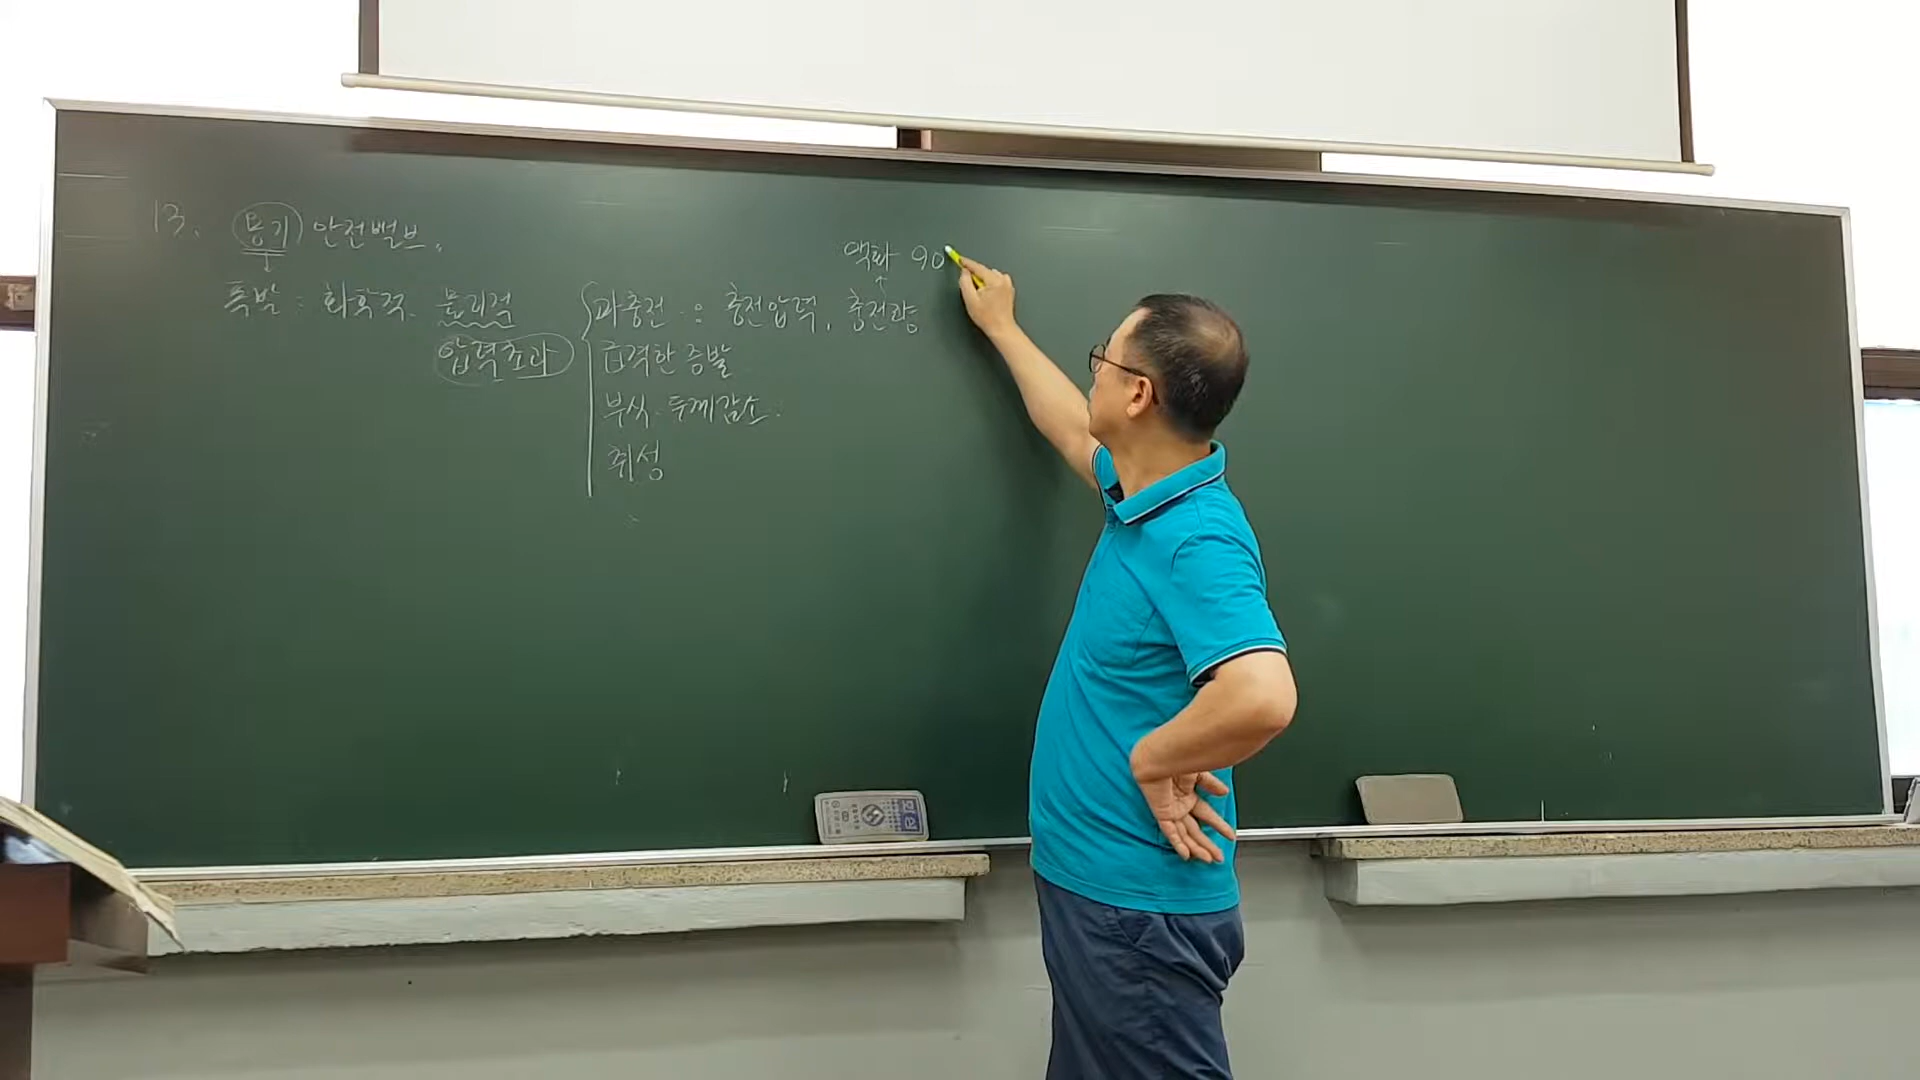 13. 용기 안전밸브.
액화 90
폭발 : 화학적. 물리적
과충전 : 충전압력, 충전량
압력초과
급격한 증발
부식. 두께감소.
취성